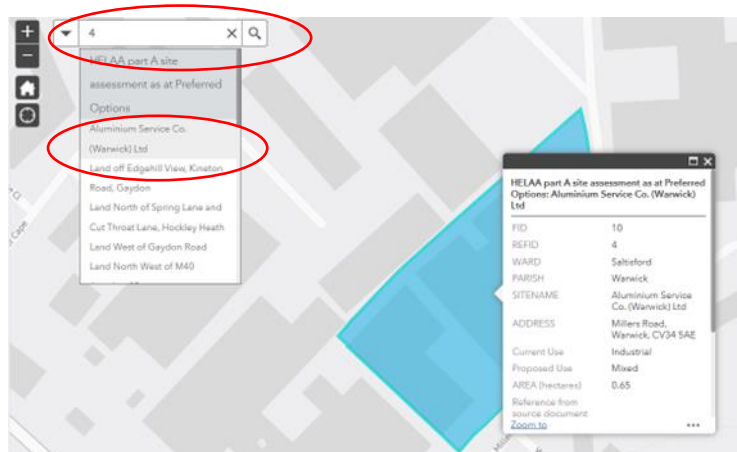 4
HELAA part A site
assessment as at Preferred
Options
Aluminium Service Co.
(Warwick) Ltd
Land off Edgehill View, Kineton
Road, Gaydon
Land North of Spring Lane and
Cut Throat Lane, Hockley Heath
Land West of Gaydon Road
Land North West of M40
HELAA part A site assessment as at Preferred
Options: Aluminium Service Co. (Warwick)
Ltd
FID 10
REFID 4
WARD Saltisford
PARISH Warwick
SITENAME Aluminium Service
Co. (Warwick) Ltd
ADDRESS Millers Road,
Warwick, CV34 5AE
Current Use Industrial
Proposed Use Mixed
AREA (hectares) 0.65
Reference from
source document
Zoom to